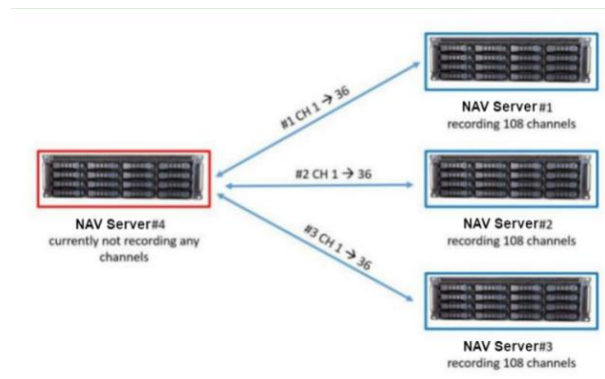 NAV Server#1
recording 108 channels
#1 CH 1 → 36
#2 CH 1 → 36
NAV Server#4
currently not recording any
channels
NAV Server#2
recording 108 channels
#3 CH 1 → 36
NAV Server#3
recording 108 channels